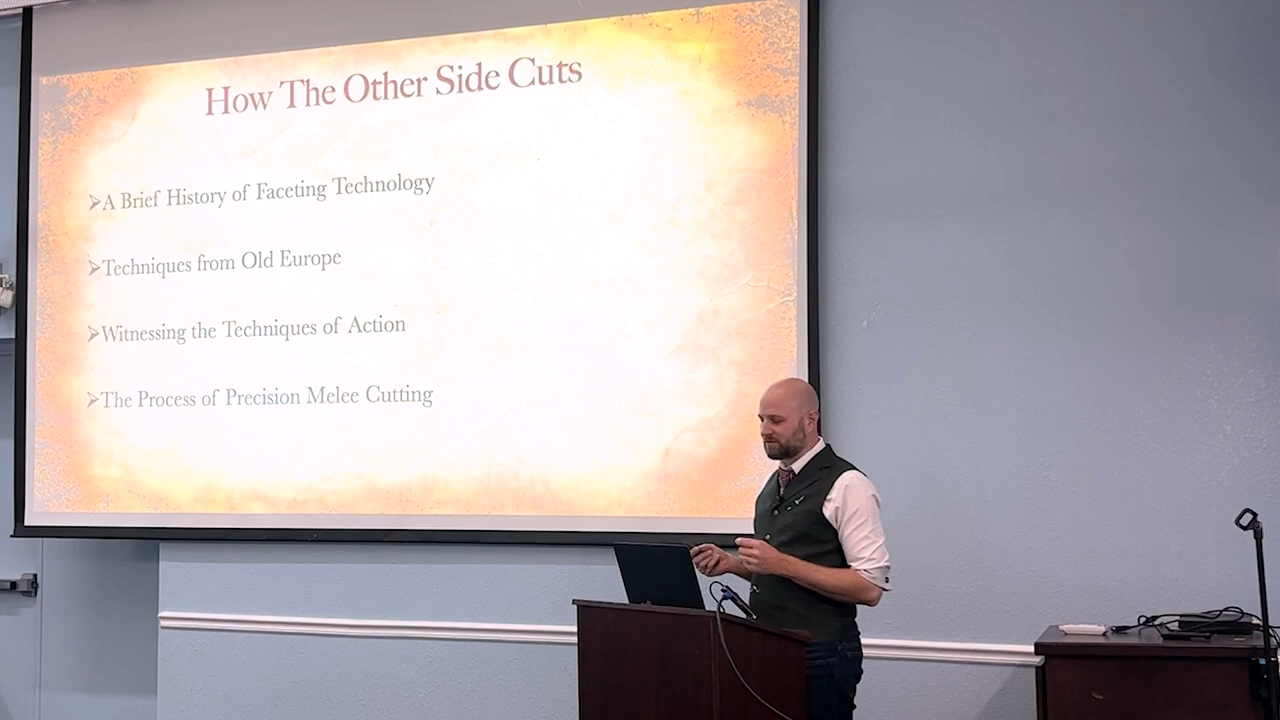 How The Other Side Cuts
➢A Brief History of Faceting Technology
➢Techniques from Old Europe
➢Witnessing the Techniques of Action
➢The Process of Precision Melee Cutting